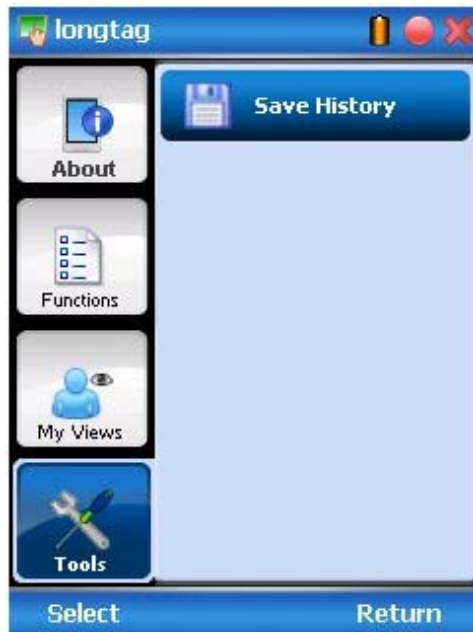 longtag
Save History
About
Functions
My Views
Tools
Select
Return